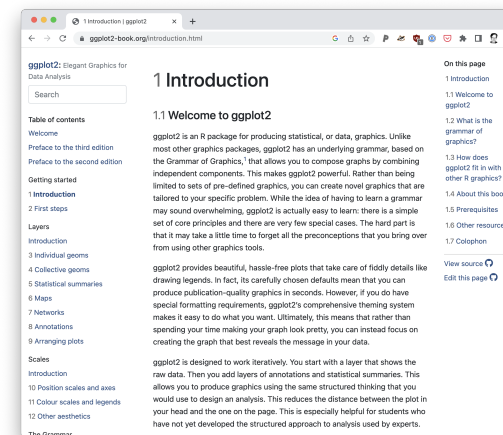 1 Introduction | ggplot2
ggplot2-book.org/introduction.html
ggplot2: Elegant Graphics for
Data Analysis
Search
Table of contents
Welcome
Preface to the third edition
Preface to the second edition
Getting started
1 Introduction
2 First steps
Layers
Introduction
3 Individual geoms
4 Collective geoms
5 Statistical summaries
6 Maps
7 Networks
8 Annotations
9 Arranging plots
Scales
Introduction
10 Position scales and axes
11 Colour scales and legends
12 Other aesthetics
The Grammar
1 Introduction
1.1 Welcome to ggplot2
ggplot2 is an R package for producing statistical, or data, graphics. Unlike
most other graphics packages, ggplot2 has an underlying grammar, based on
the Grammar of Graphics,1 that allows you to compose graphs by combining
independent components. This makes ggplot2 powerful. Rather than being
limited to sets of pre-defined graphics, you can create novel graphics that are
tailored to your specific problem. While the idea of having to learn a grammar
may sound overwhelming, ggplot2 is actually easy to learn: there is a simple
set of core principles and there are very few special cases. The hard part is
that it may take a little time to forget all the preconceptions that you bring over
from using other graphics tools.
ggplot2 provides beautiful, hassle-free plots that take care of fiddly details like
drawing legends. In fact, its carefully chosen defaults mean that you can
produce publication-quality graphics in seconds. However, if you do have
special formatting requirements, ggplot2's comprehensive theming system
makes it easy to do what you want. Ultimately, this means that rather than
spending your time making your graph look pretty, you can instead focus on
creating the graph that best reveals the message in your data.
ggplot2 is designed to work iteratively. You start with a layer that shows the
raw data. Then you add layers of annotations and statistical summaries. This
allows you to produce graphics using the same structured thinking that you
would use to design an analysis. This reduces the distance between the plot in
your head and the one on the page. This is especially helpful for students who
have not yet developed the structured approach to analysis used by experts.
On this page
1 Introduction
1.1 Welcome to
ggplot2
1.2 What is the
grammar of
graphics?
1.3 How does
ggplot2 fit in with
other R graphics?
1.4 About this boo
1.5 Prerequisites
1.6 Other resource
1.7 Colophon
View source
Edit this page